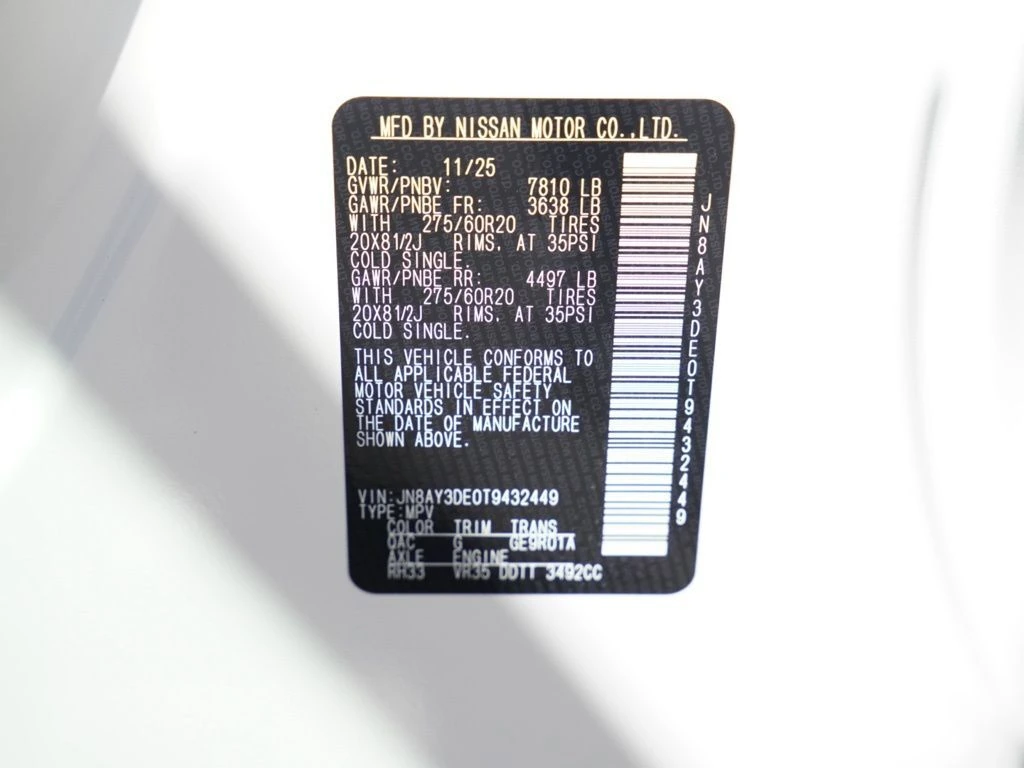 MFD BY NISSAN MOTOR CO.,LTD.
DATE: 11/25
GVWR/PNBV: 7810 LB
GAWR/PNBE FR: 3638 LB
WITH 275/60R20 TIRES
20X81/2J RIMS, AT 35PSI
COLD SINGLE.
GAWR/PNBE RR: 4497 LB
WITH 275/60R20 TIRES
20X81/2J RIMS, AT 35PSI
COLD SINGLE.
THIS VEHICLE CONFORMS TO
ALL APPLICABLE FEDERAL
MOTOR VEHICLE SAFETY
STANDARDS IN EFFECT ON
THE DATE OF MANUFACTURE
SHOWN ABOVE.
VIN:JN8AY3DE0T9432449
TYPE:MPV
COLOR TRIM TRANS
QAC G GE9R01A
AXLE ENGINE
RH33 VR35 DDTT 3492CC
JN8AY3DE0T9432449